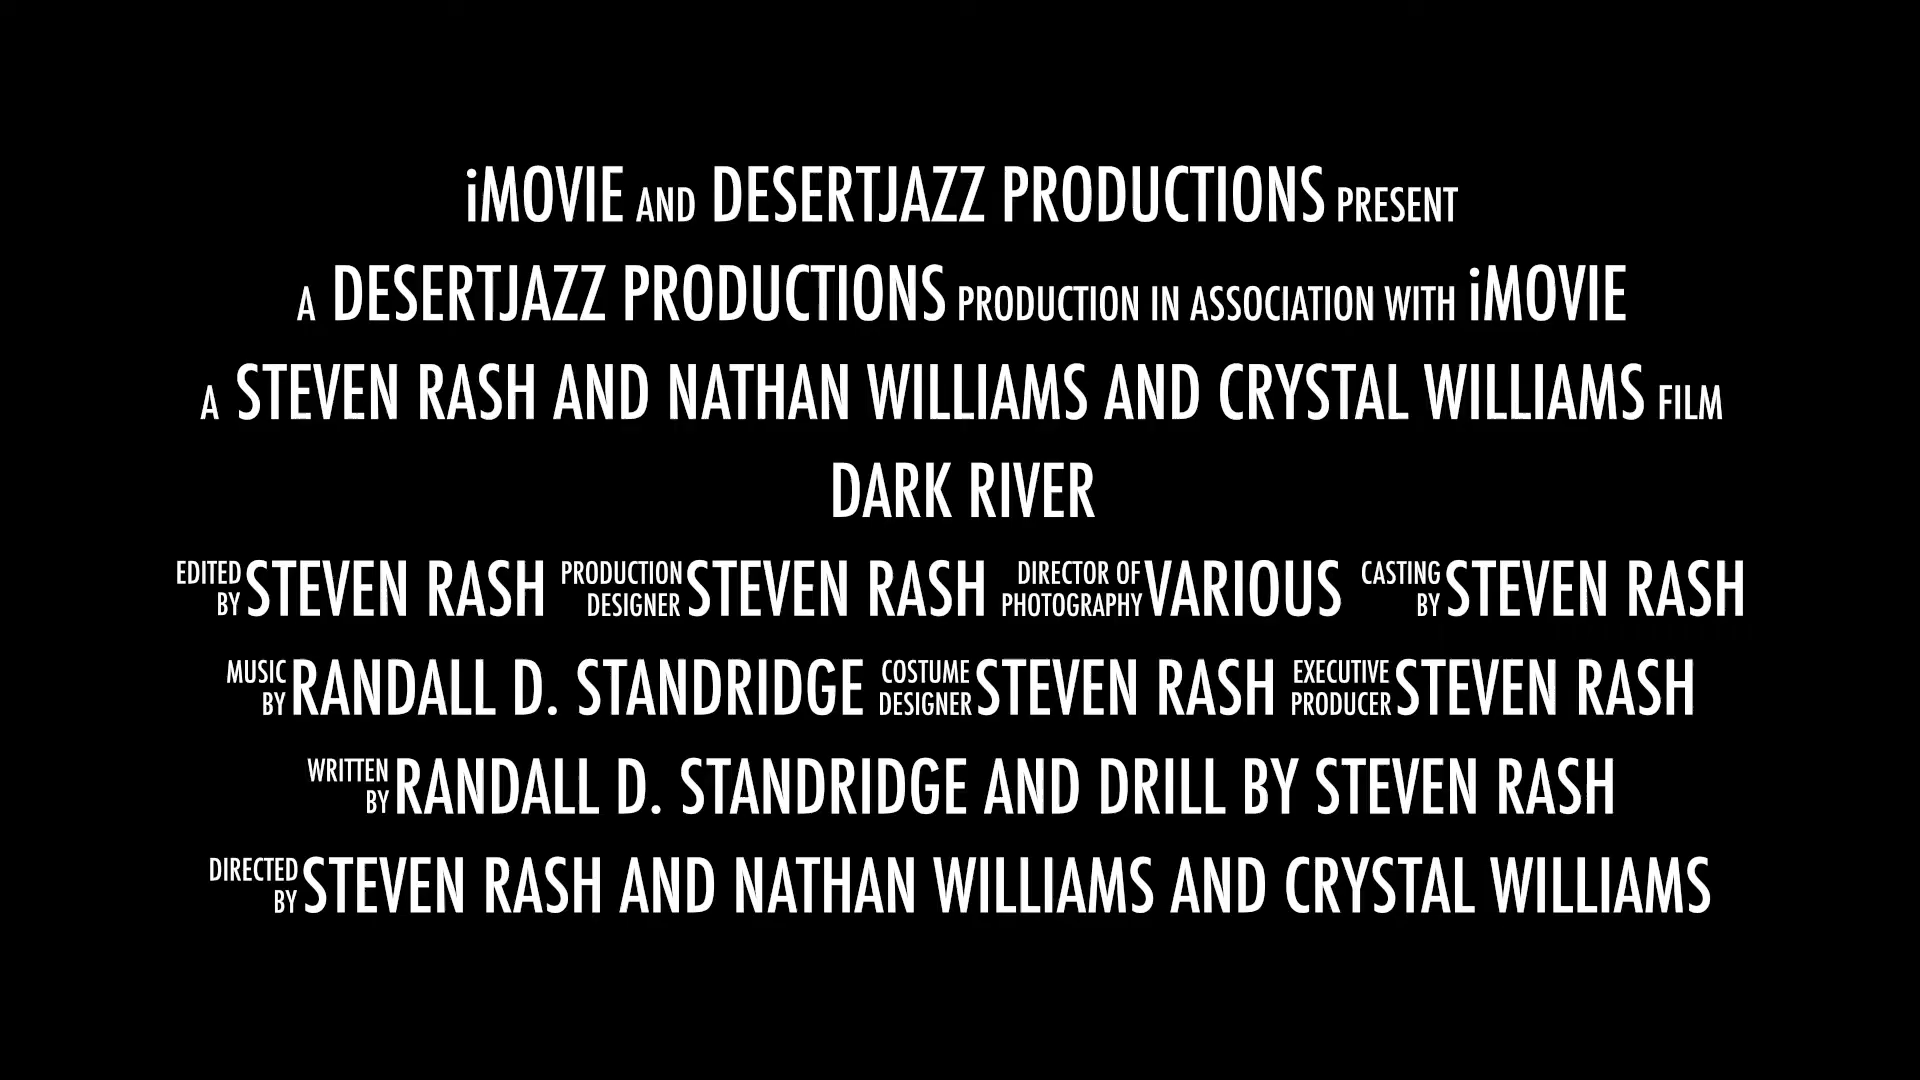 iMOVIE AND DESERTJAZZ PRODUCTIONS PRESENT
A DESERTJAZZ PRODUCTIONS PRODUCTION IN ASSOCIATION WITH iMOVIE
A STEVEN RASH AND NATHAN WILLIAMS AND CRYSTAL WILLIAMS FILM
DARK RIVER
EDITED BY STEVEN RASH PRODUCTION DESIGNER STEVEN RASH DIRECTOR OF PHOTOGRAPHY VARIOUS CASTING BY STEVEN RASH
MUSIC BY RANDALL D. STANDRIDGE COSTUME DESIGNER STEVEN RASH EXECUTIVE PRODUCER STEVEN RASH
WRITTEN BY RANDALL D. STANDRIDGE AND DRILL BY STEVEN RASH
DIRECTED BY STEVEN RASH AND NATHAN WILLIAMS AND CRYSTAL WILLIAMS